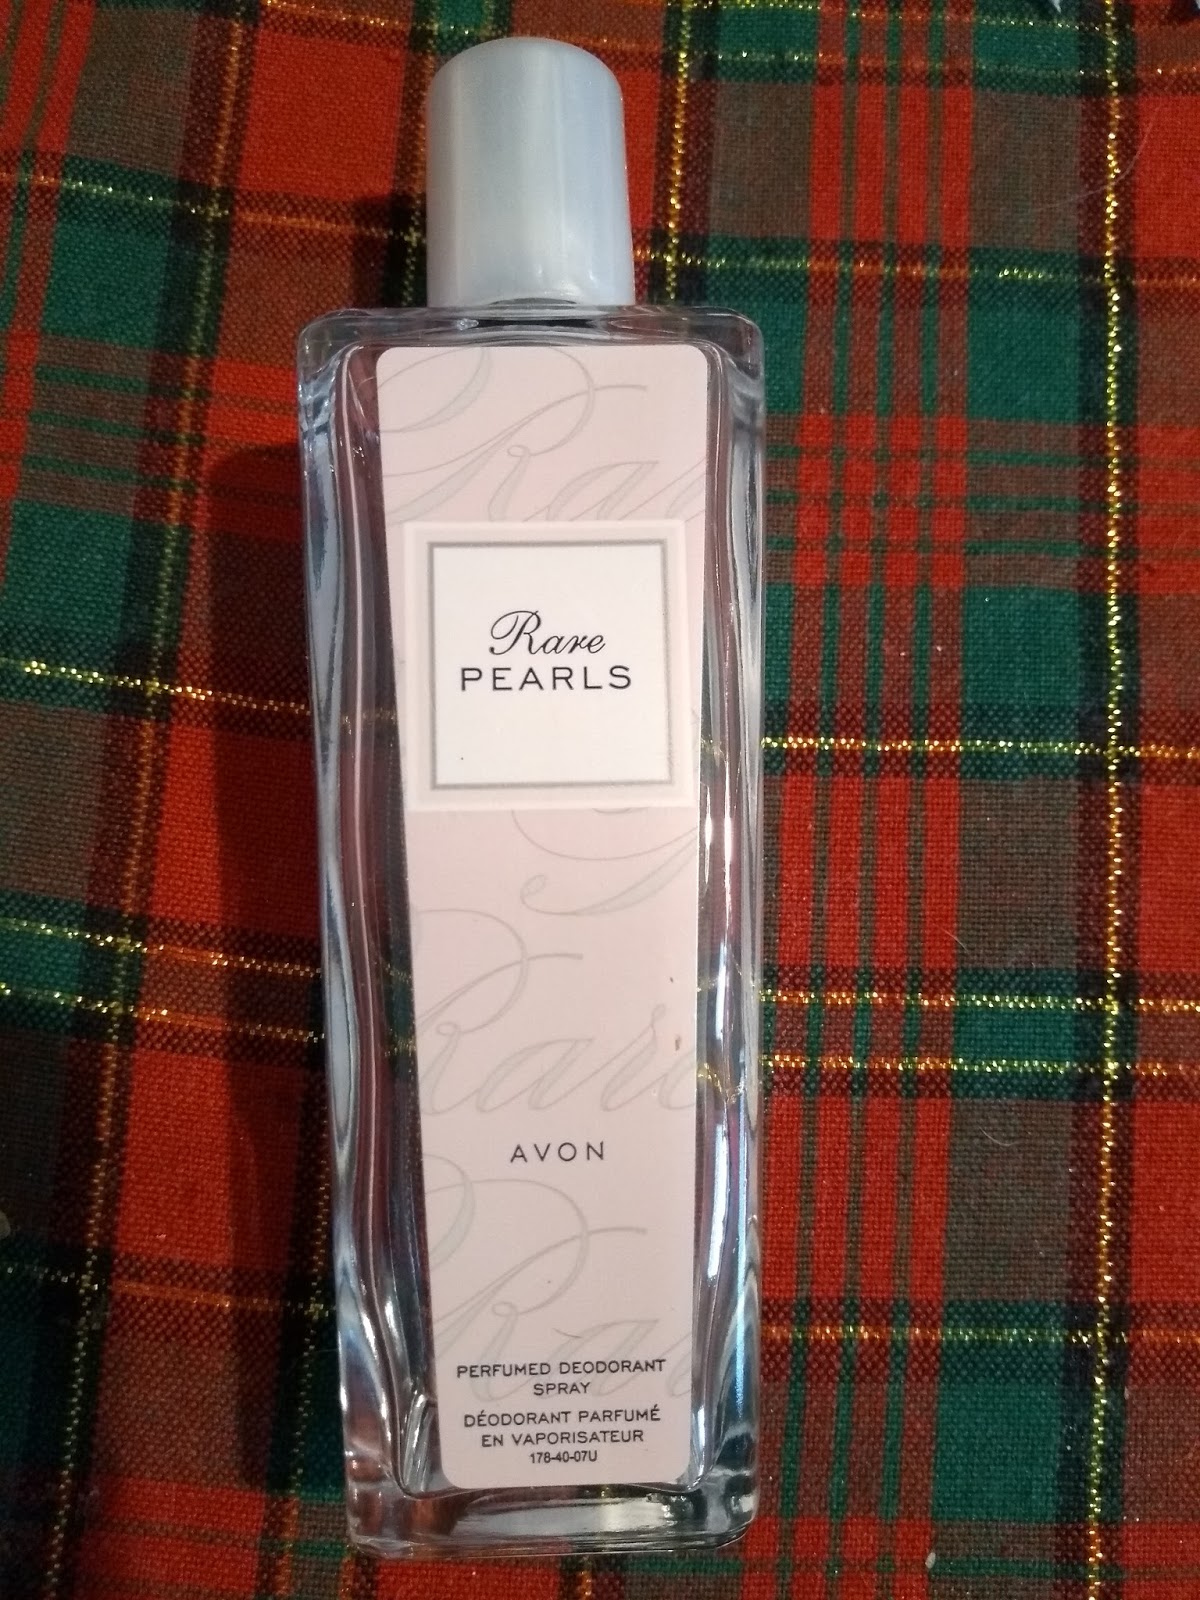 Rare
PEARLS
AVON
PERFUMED DEODORANT
SPRAY
DÉODORANT PARFUMÉ
EN VAPORISATEUR
178-40-07U